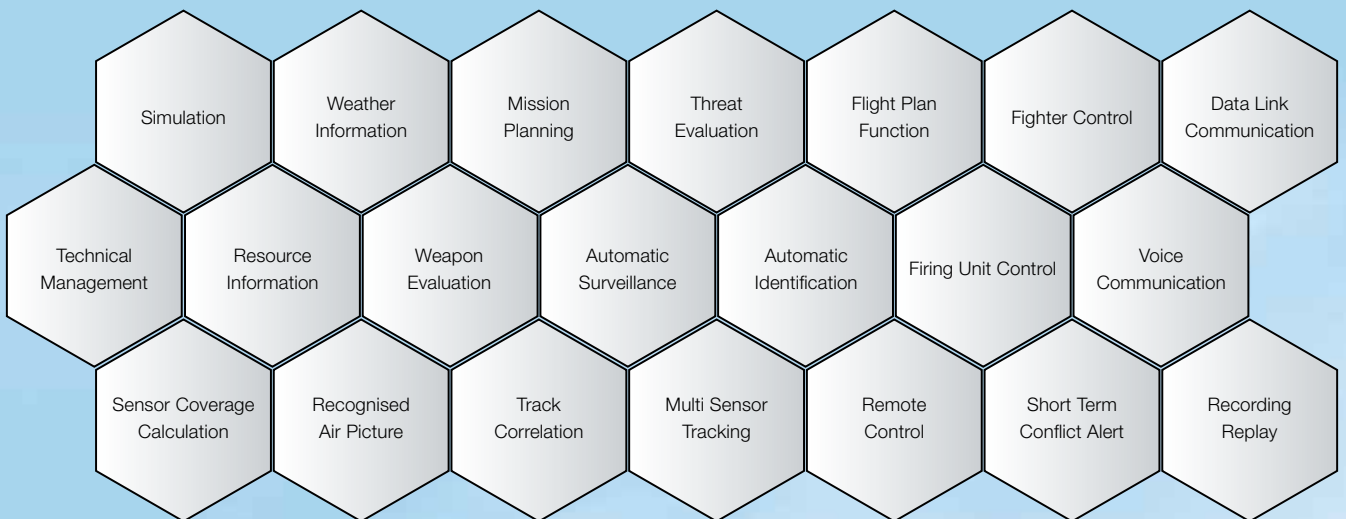 Simulation
Weather
Information
Mission
Planning
Threat
Evaluation
Flight Plan
Function
Fighter Control
Data Link
Communication
Technical
Management
Resource
Information
Weapon
Evaluation
Automatic
Surveillance
Automatic
Identification
Firing Unit Control
Voice
Communication
Sensor Coverage
Calculation
Recognised
Air Picture
Track
Correlation
Multi Sensor
Tracking
Remote
Control
Short Term
Conflict Alert
Recording
Replay